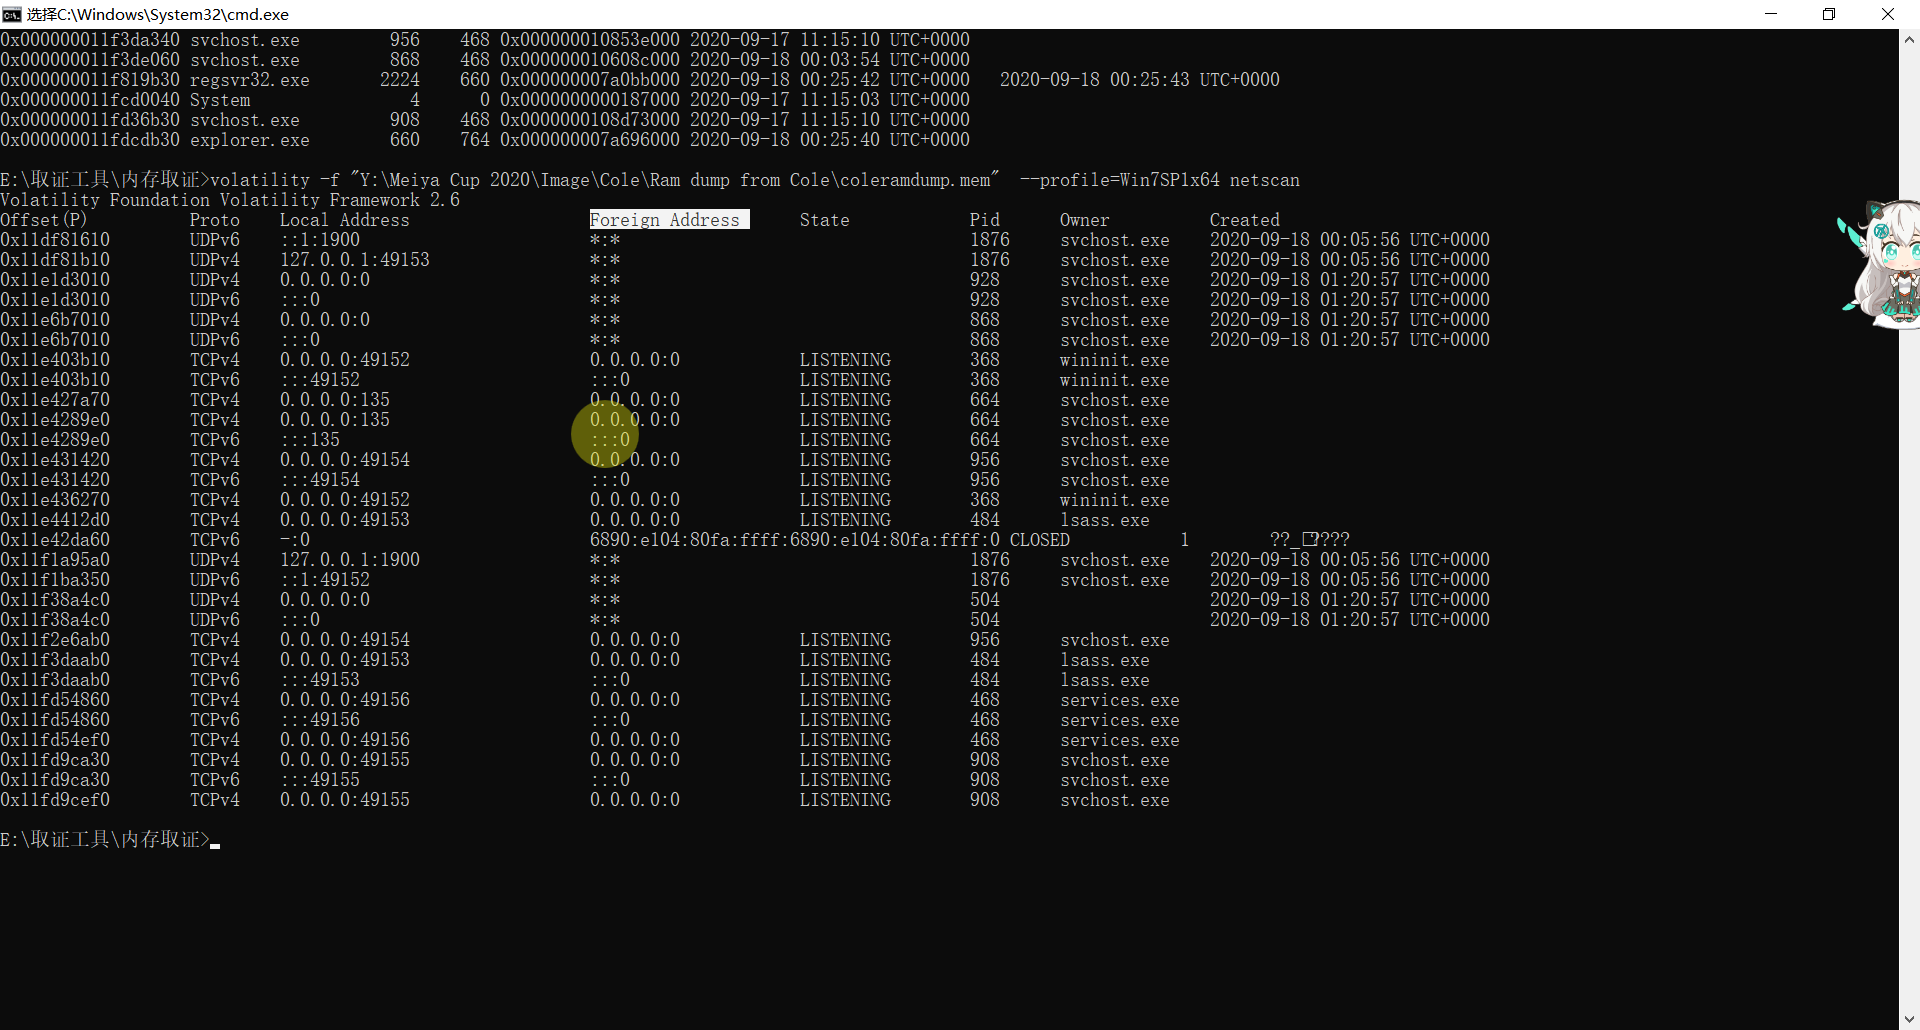 选择C:\Windows\System32\cmd.exe
0x000000011f3da340 svchost.exe 956 468 0x000000010853e000 2020-09-17 11:15:10 UTC+0000
0x000000011f3de060 svchost.exe 868 468 0x000000010608c000 2020-09-18 00:03:54 UTC+0000
0x000000011f819b30 regsvr32.exe 2224 660 0x000000007a0bb000 2020-09-18 00:25:42 UTC+0000 2020-09-18 00:25:43 UTC+0000
0x000000011fcd0040 System 4 0 0x0000000000187000 2020-09-17 11:15:03 UTC+0000
0x000000011fd36b30 svchost.exe 908 468 0x0000000108d73000 2020-09-17 11:15:10 UTC+0000
0x000000011fdcdb30 explorer.exe 660 764 0x000000007a696000 2020-09-18 00:25:40 UTC+0000
E:\取证工具\内存取证>volatility -f "Y:\Meiya Cup 2020\Image\Cole\Ram dump from Cole\coleramdump.mem" --profile=Win7SP1x64 netscan
Volatility Foundation Volatility Framework 2.6
Offset(P) Proto Local Address Foreign Address State Pid Owner Created
0x11df81610 UDPv6 ::1:1900 *:* 1876 svchost.exe 2020-09-18 00:05:56 UTC+0000
0x11df81b10 UDPv4 127.0.0.1:49153 *:* 1876 svchost.exe 2020-09-18 00:05:56 UTC+0000
0x11e1d3010 UDPv4 0.0.0.0:0 *:* 928 svchost.exe 2020-09-18 01:20:57 UTC+0000
0x11e1d3010 UDPv6 :::0 *:* 928 svchost.exe 2020-09-18 01:20:57 UTC+0000
0x11e6b7010 UDPv4 0.0.0.0:0 *:* 868 svchost.exe 2020-09-18 01:20:57 UTC+0000
0x11e6b7010 UDPv6 :::0 *:* 868 svchost.exe 2020-09-18 01:20:57 UTC+0000
0x11e403b10 TCPv4 0.0.0.0:49152 0.0.0.0:0 LISTENING 368 wininit.exe
0x11e403b10 TCPv6 :::49152 :::0 LISTENING 368 wininit.exe
0x11e427a70 TCPv4 0.0.0.0:135 0.0.0.0:0 LISTENING 664 svchost.exe
0x11e4289e0 TCPv4 0.0.0.0:135 0.0.0.0:0 LISTENING 664 svchost.exe
0x11e4289e0 TCPv6 :::135 :::0 LISTENING 664 svchost.exe
0x11e431420 TCPv4 0.0.0.0:49154 0.0.0.0:0 LISTENING 956 svchost.exe
0x11e431420 TCPv6 :::49154 :::0 LISTENING 956 svchost.exe
0x11e436270 TCPv4 0.0.0.0:49152 0.0.0.0:0 LISTENING 368 wininit.exe
0x11e4412d0 TCPv4 0.0.0.0:49153 0.0.0.0:0 LISTENING 484 lsass.exe
0x11e42da60 TCPv6 -:0 6890:e104:80fa:ffff:6890:e104:80fa:ffff:0 CLOSED 1 ??_????
0x11f1a95a0 UDPv4 127.0.0.1:1900 *:* 1876 svchost.exe 2020-09-18 00:05:56 UTC+0000
0x11f1ba350 UDPv6 ::1:49152 *:* 1876 svchost.exe 2020-09-18 00:05:56 UTC+0000
0x11f38a4c0 UDPv4 0.0.0.0:0 *:* 504 2020-09-18 01:20:57 UTC+0000
0x11f38a4c0 UDPv6 :::0 *:* 504 2020-09-18 01:20:57 UTC+0000
0x11f2e6ab0 TCPv4 0.0.0.0:49154 0.0.0.0:0 LISTENING 956 svchost.exe
0x11f3daab0 TCPv4 0.0.0.0:49153 0.0.0.0:0 LISTENING 484 lsass.exe
0x11f3daab0 TCPv6 :::49153 :::0 LISTENING 484 lsass.exe
0x11fd54860 TCPv4 0.0.0.0:49156 0.0.0.0:0 LISTENING 468 services.exe
0x11fd54860 TCPv6 :::49156 :::0 LISTENING 468 services.exe
0x11fd54ef0 TCPv4 0.0.0.0:49156 0.0.0.0:0 LISTENING 468 services.exe
0x11fd9ca30 TCPv4 0.0.0.0:49155 0.0.0.0:0 LISTENING 908 svchost.exe
0x11fd9ca30 TCPv6 :::49155 :::0 LISTENING 908 svchost.exe
0x11fd9cef0 TCPv4 0.0.0.0:49155 0.0.0.0:0 LISTENING 908 svchost.exe
E:\取证工具\内存取证>